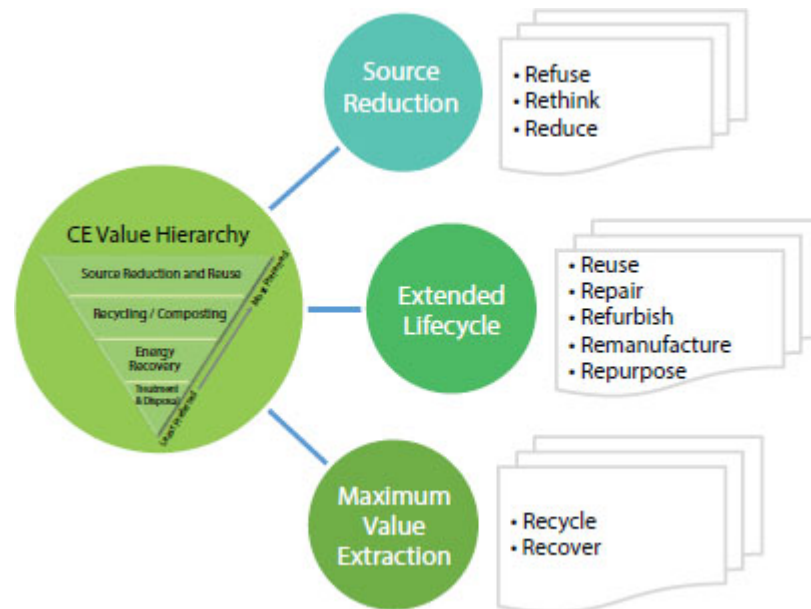 Source
Reduction
• Refuse
• Rethink
• Reduce
CE Value Hierarchy
Source Reduction and Reuse
Recycling / Composting
Energy
Recovery
Treatment
& Disposal
Most Preferred
Least Preferred
Extended
Lifecycle
• Reuse
• Repair
• Refurbish
• Remanufacture
• Repurpose
Maximum
Value
Extraction
• Recycle
• Recover